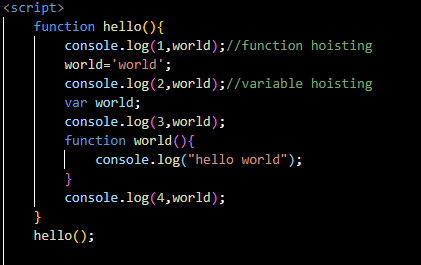 <script>
function hello(){
console.log(1,world);//function hoisting
world='world';
console.log(2,world);//variable hoisting
var world;
console.log(3,world);
function world(){
console.log("hello world");
}
console.log(4,world);
}
hello();